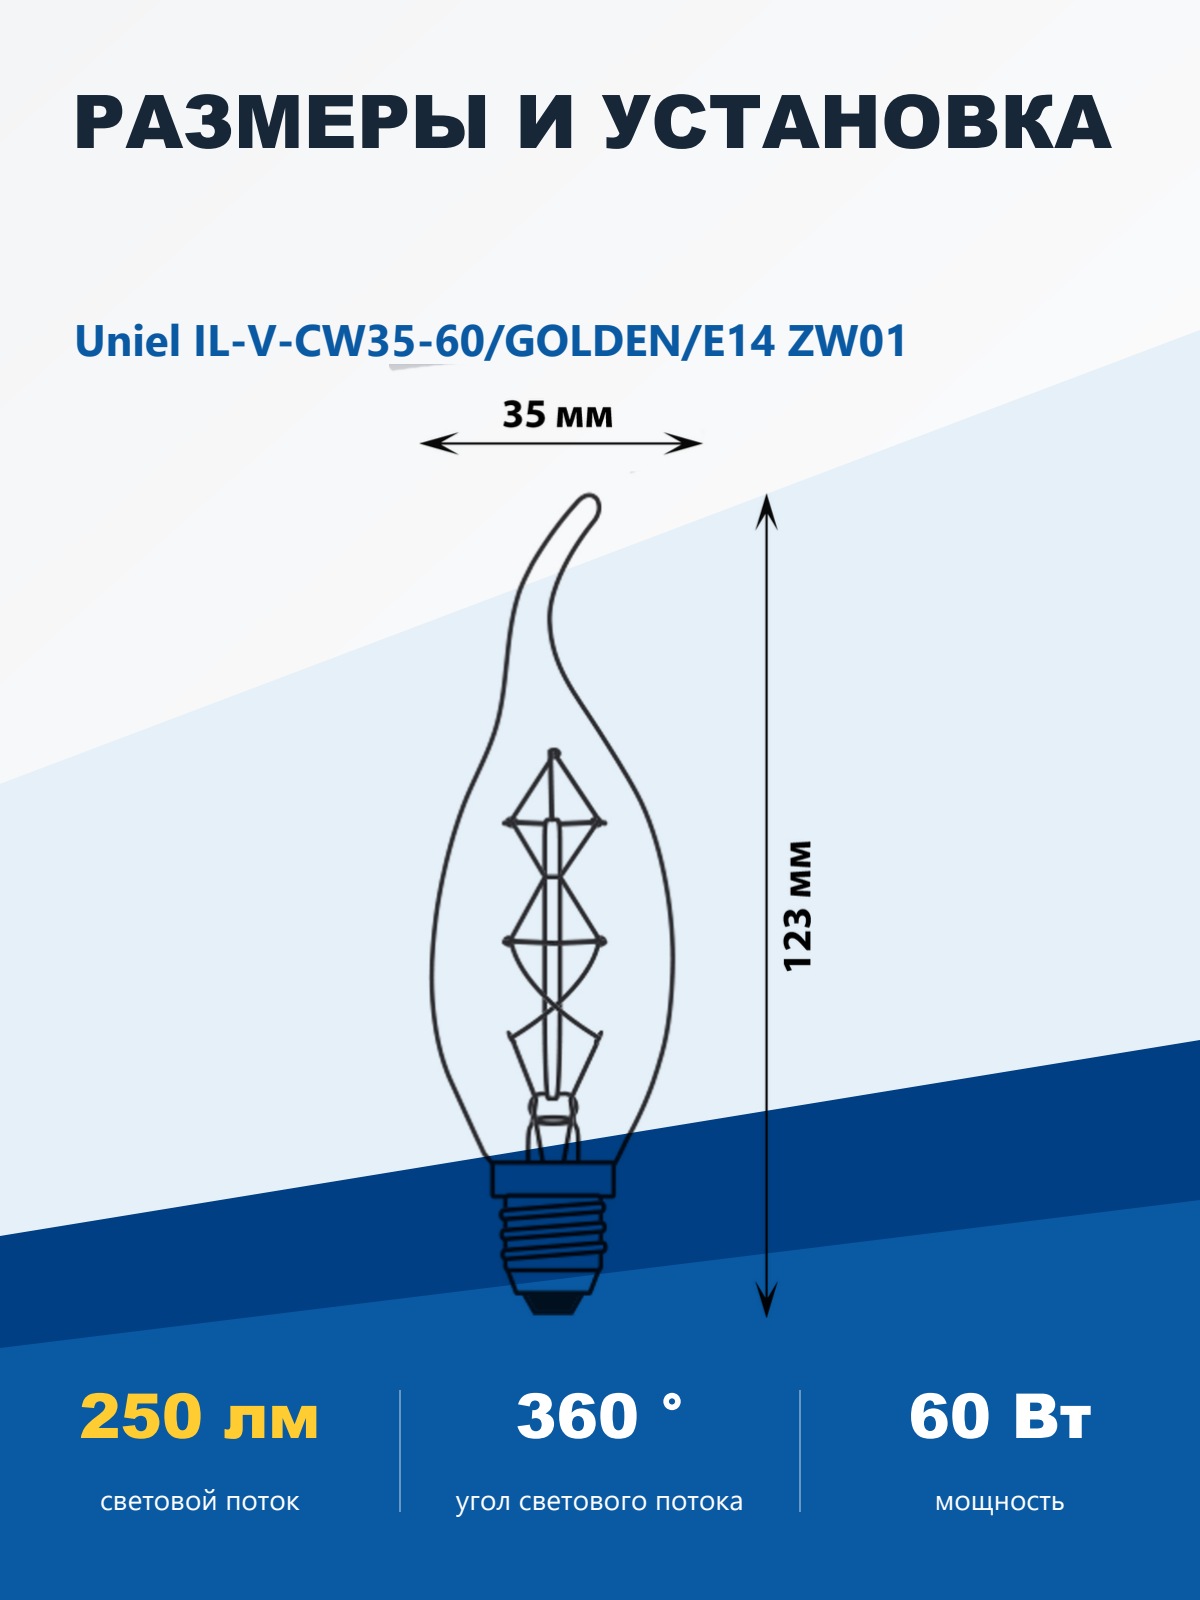 РАЗМЕРЫ И УСТАНОВКА
Uniel IL-V-CW35-60/GOLDEN/E14 ZW01
35 мм
123 мм
250 лм
световой поток
360 °
угол светового потока
60 Вт
мощность